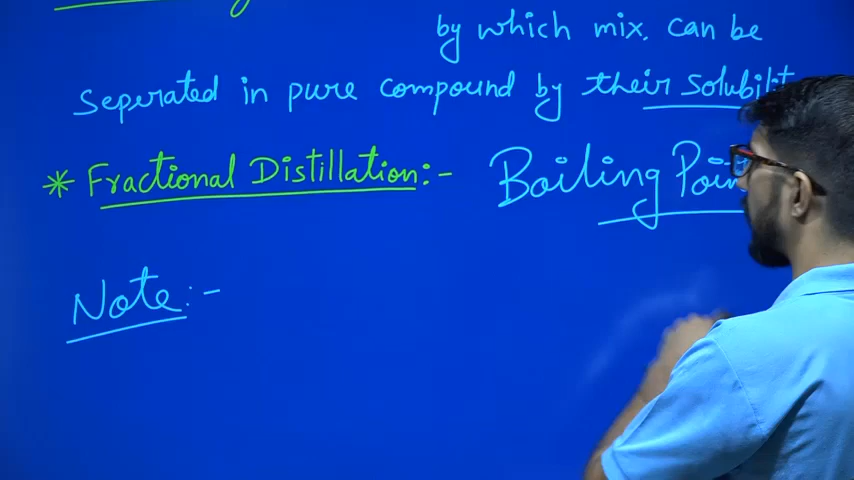 by which mix. can be
Seperated in pure compound by their
* Fractional Distillation:- Boiling
Note:-